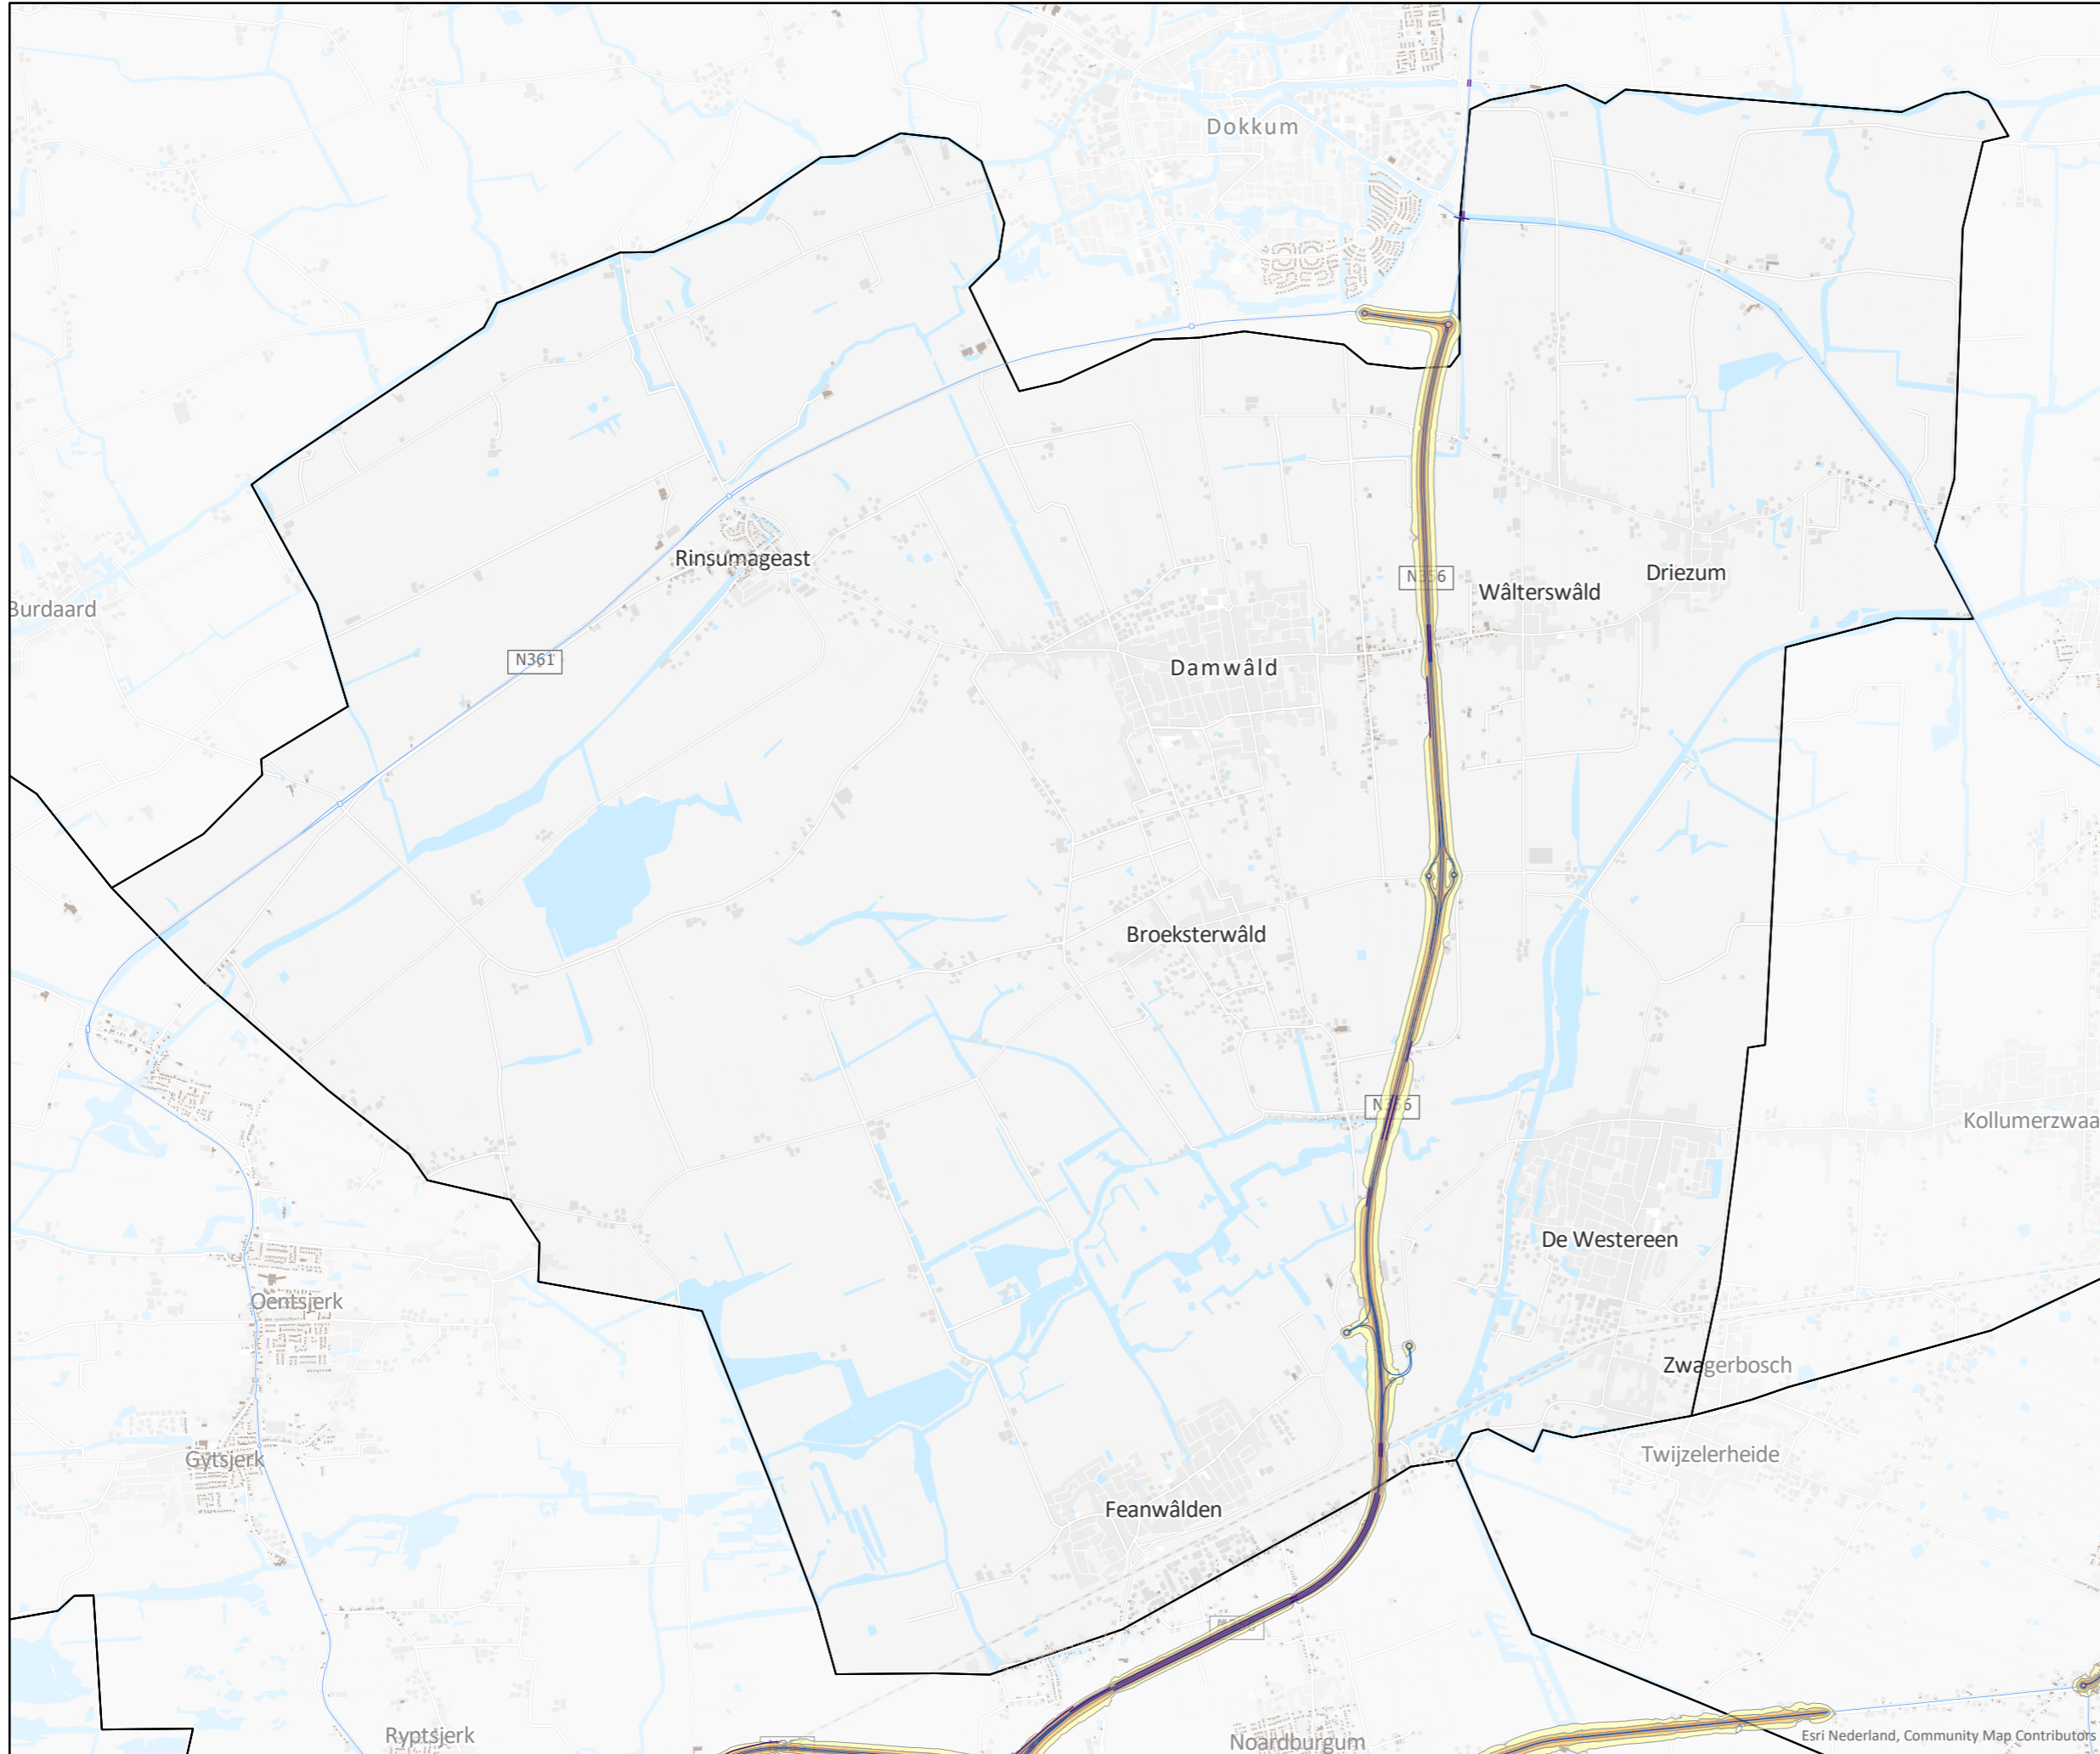 Dokkum
Rinsumageast
N356
Driezum
Wâlterswâld
Burdaard
N361
Damwâld
Broeksterwâld
N356
Kollumerzwaa
De Westereen
Oentsjerk
Zwagerbosch
Gytsjerk
Twijzelerheide
Feanwâlden
Ryptsjerk
Noardburgum
Esri Nederland, Community Map Contributors